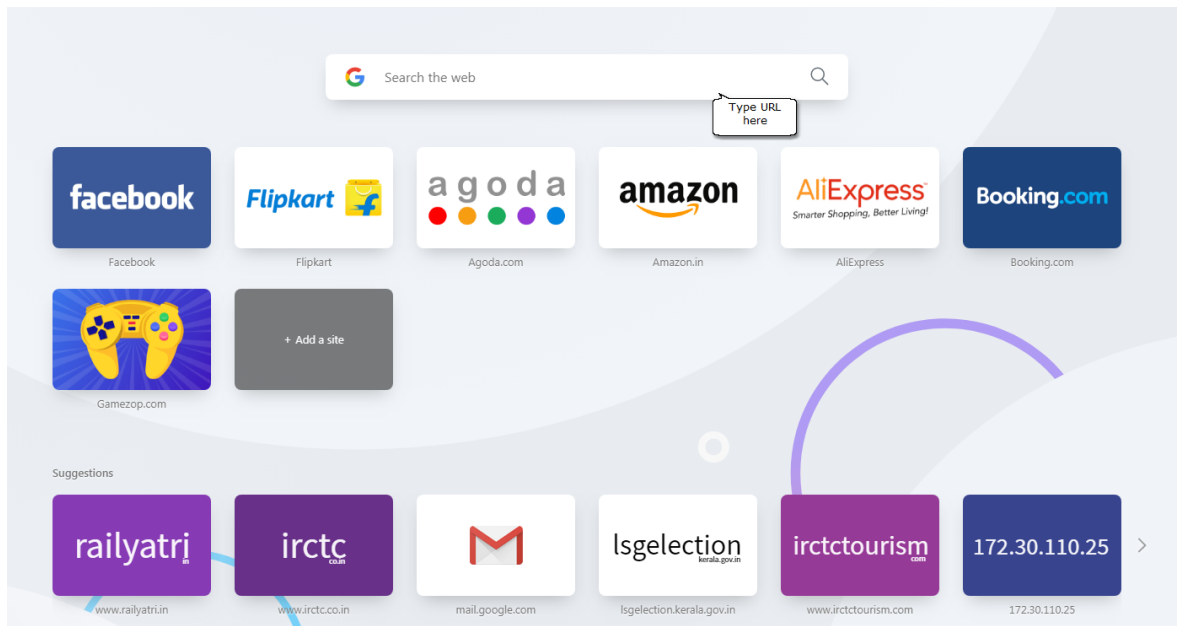 Search the web
Type URL
here
facebook
Flipkart
agoda
amazon
AliExpress
Smarter Shopping, Better Living!
Booking.com
Facebook
Flipkart
Agoda.com
Amazon.in
AliExpress
Booking.com
+ Add a site
Gamezop.com
Suggestions
railyatri
in
irctc
co.in
lsgelection
kerala.gov.in
irctctourism
com
172.30.110.25
www.railyatri.in
www.irctc.co.in
mail.google.com
lsgelection.kerala.gov.in
www.irctctourism.com
172.30.110.25